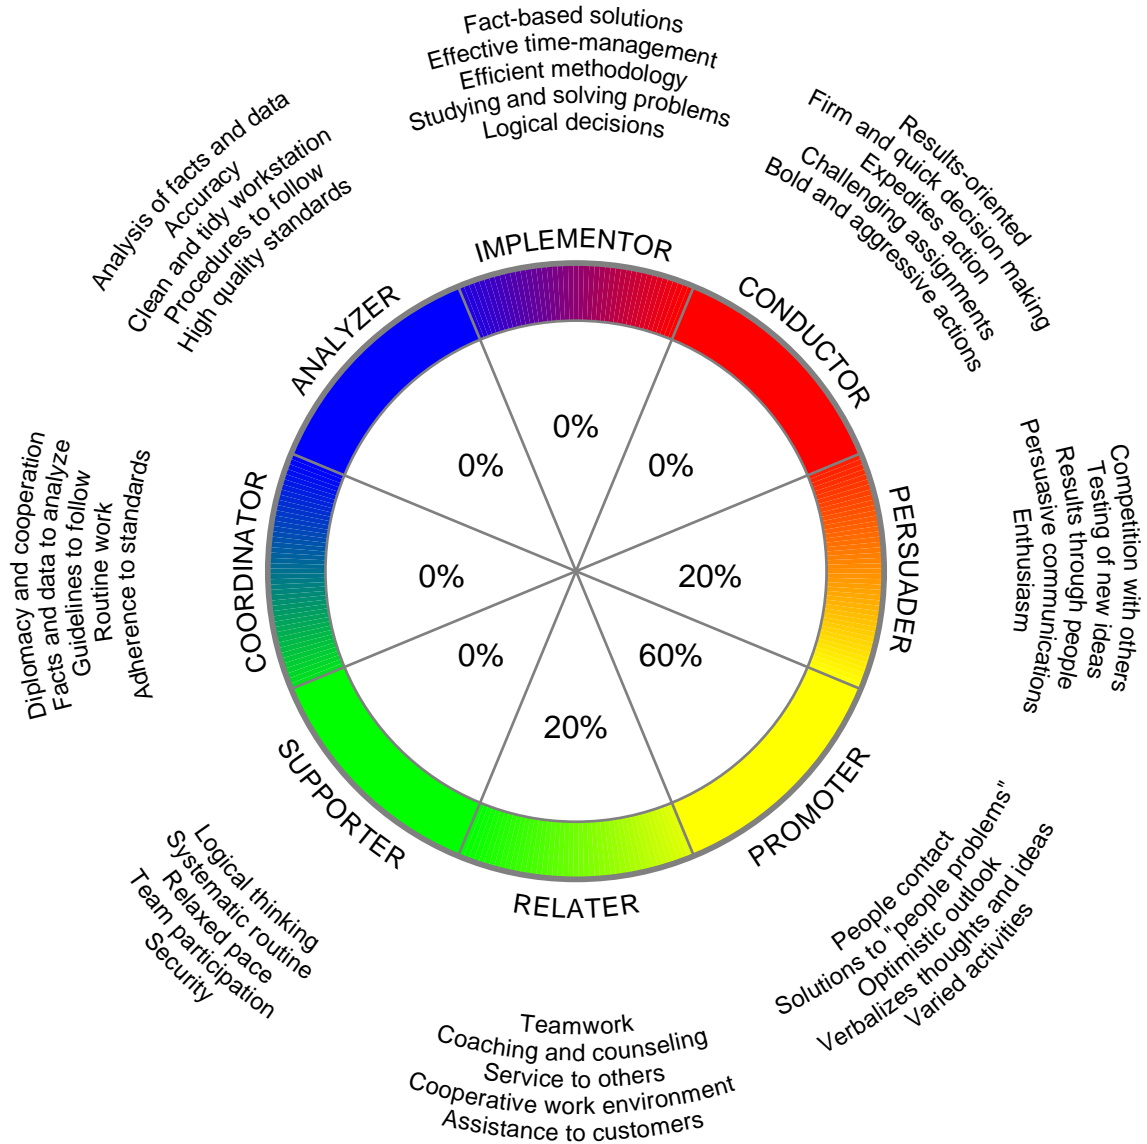 Fact-based solutions
Effective time-management
Efficient methodology
Studying and solving problems
Logical decisions
Results-oriented
Firm and quick decision making
Expedites action
Challenging assignments
Bold and aggressive actions
Analysis of facts and data
Accuracy
Clean and tidy workstation
Procedures to follow
High quality standards
IMPLEMENTOR
CONDUCTOR
ANALYZER
0%
0%
0%
Competition with others
Testing of new ideas
Results through people
Persuasive communications
Enthusiasm
PERSUADER
Diplomacy and cooperation
Facts and data to analyze
Guidelines to follow
Routine work
Adherence to standards
COORDINATOR
0%
20%
0%
60%
20%
SUPPORTER
PROMOTER
RELATER
Logical thinking
Systematic routine
Relaxed pace
Team participation
Security
People contact
Solutions to "people problems"
Optimistic outlook
Verbalizes thoughts and ideas
Varied activities
Teamwork
Coaching and counseling
Service to others
Cooperative work environment
Assistance to customers